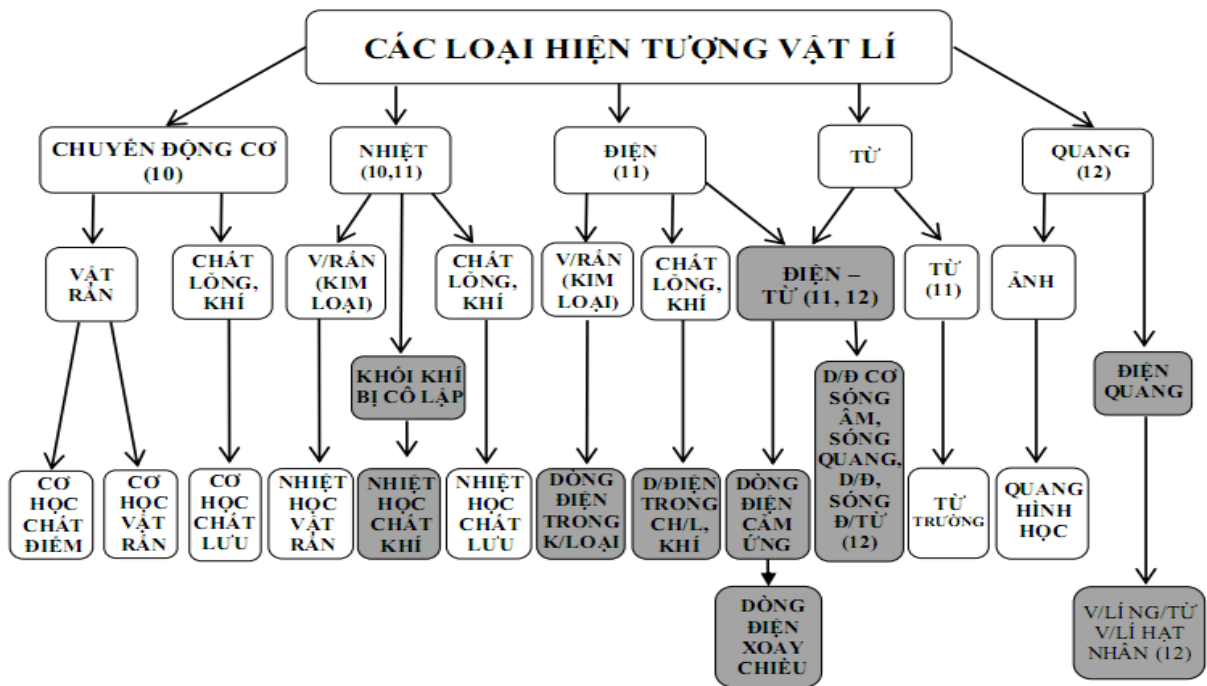 CÁC LOẠI HIỆN TƯỢNG VẬT LÍ
CHUYỂN ĐỘNG CƠ
(10)
NHIỆT
(10,11)
ĐIỆN
(11)
TỪ
QUANG
(12)
VẬT
RẮN
CHẤT
LỎNG,
KHÍ
V/RẮN
(KIM
LOẠI)
CHẤT
LỎNG,
KHÍ
V/RẮN
(KIM
LOẠI)
CHẤT
LỎNG,
KHÍ
ĐIỆN –
TỪ (11, 12)
TỪ
(11)
ẢNH
KHỐI KHÍ
BỊ CÔ LẬP
D/Đ CƠ
SÓNG
ÂM,
SÓNG
QUANG,
D/Đ,
SÓNG
Đ/TỪ
(12)
ĐIỆN
QUANG
CƠ
HỌC
CHẤT
ĐIỂM
CƠ
HỌC
VẬT
RẮN
CƠ
HỌC
CHẤT
LƯU
NHIỆT
HỌC
VẬT
RẮN
NHIỆT
HỌC
CHẤT
KHÍ
NHIỆT
HỌC
CHẤT
LƯU
DÒNG
ĐIỆN
TRONG
K/LOẠI
D/ĐIỆN
TRONG
CH/L,
KHÍ
DÒNG
ĐIỆN
CẢM
ỨNG
TỪ
TRƯỜNG
QUANG
HÌNH
HỌC
DÒNG
ĐIỆN
XOAY
CHIỀU
V/LÍ NG/TỪ
V/LÍ HẠT
NHÂN (12)